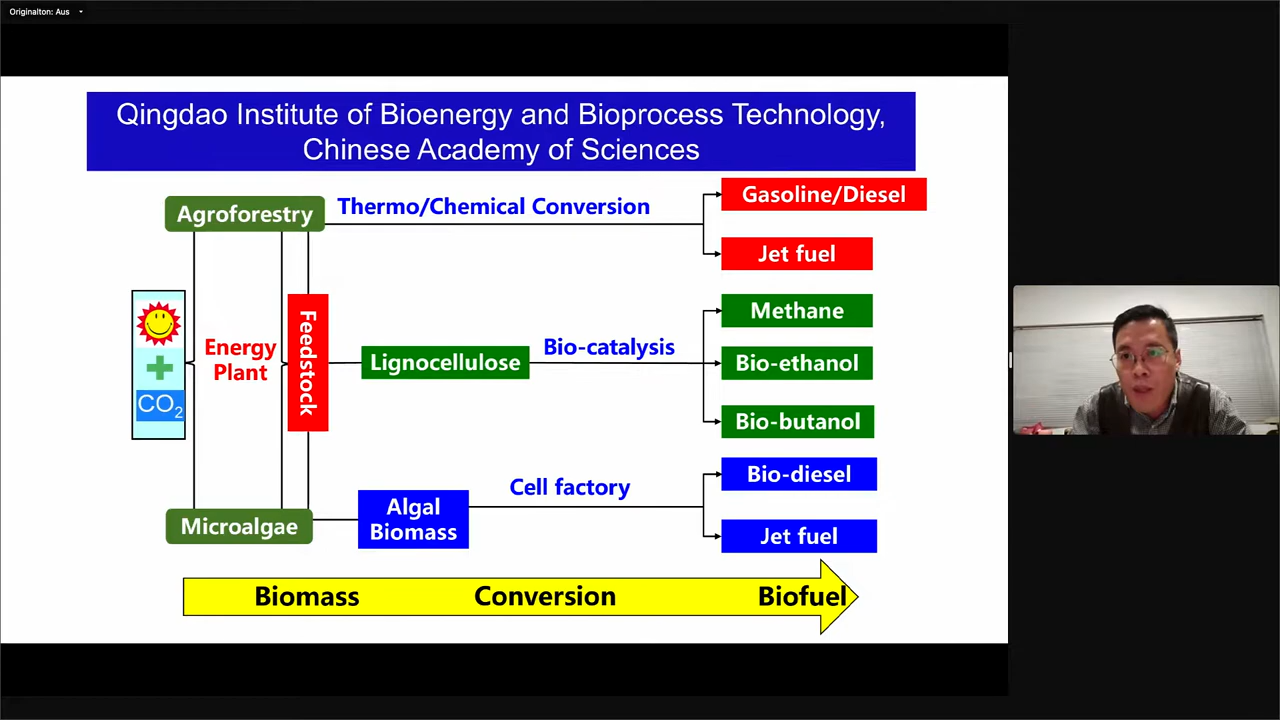 Originalton: Aus
Qingdao Institute of Bioenergy and Bioprocess Technology,
Chinese Academy of Sciences
Agroforestry
Thermo/Chemical Conversion
Gasoline/Diesel
Jet fuel
CO2
Energy
Plant
Feedstock
Lignocellulose
Bio-catalysis
Methane
Bio-ethanol
Bio-butanol
Microalgae
Algal
Biomass
Cell factory
Bio-diesel
Jet fuel
Biomass
Conversion
Biofuel